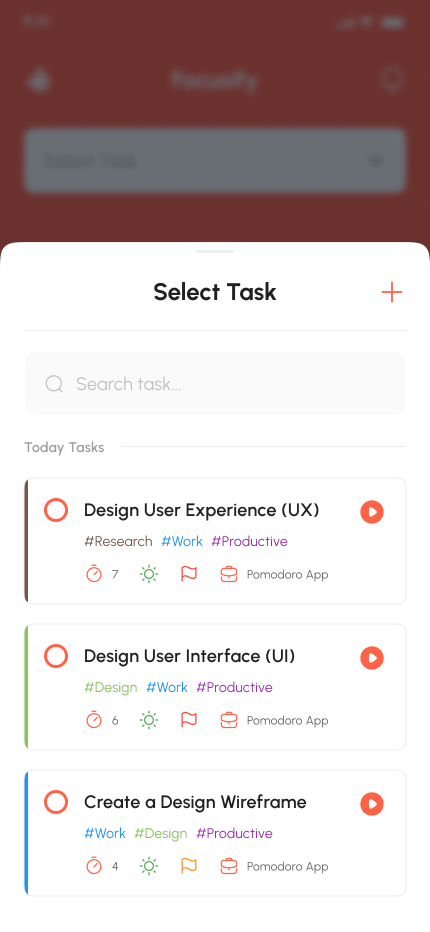 Focusify
Select Task
Select Task
Search task...
Today Tasks
Design User Experience (UX)
#Research #Work #Productive
7 Pomodoro App
Design User Interface (UI)
#Design #Work #Productive
6 Pomodoro App
Create a Design Wireframe
#Work #Design #Productive
4 Pomodoro App